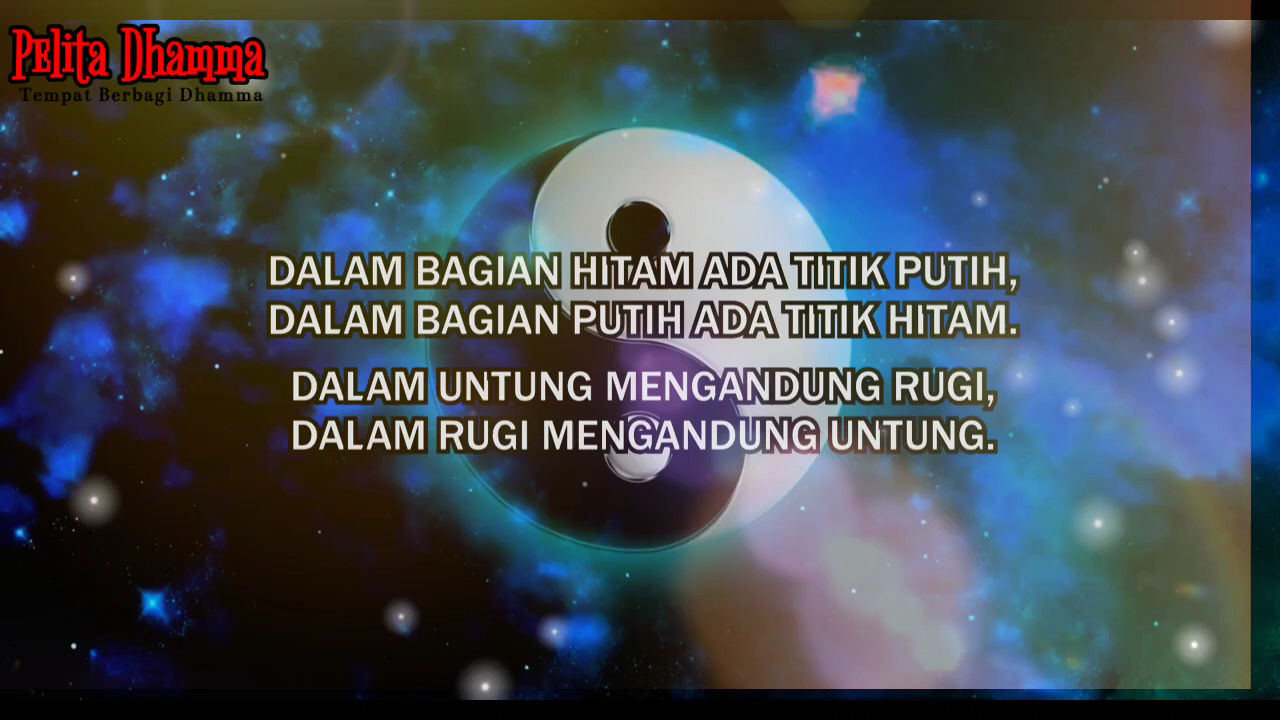 Pelita Dhamma
Tempat Berbagi Dhamma
DALAM BAGIAN HITAM ADA TITIK PUTIH,
DALAM BAGIAN PUTIH ADA TITIK HITAM.
DALAM UNTUNG MENGANDUNG RUGI,
DALAM RUGI MENGANDUNG UNTUNG.